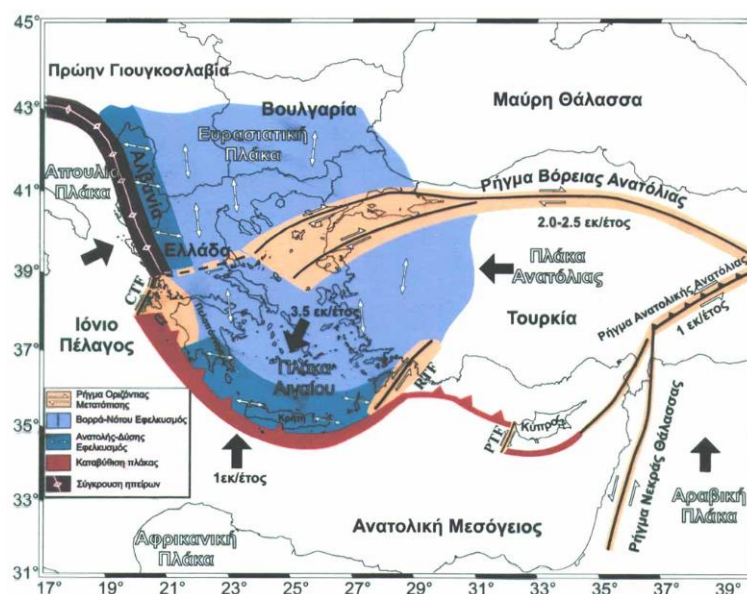 45°
43°
41°
39°
37°
35°
33°
31°
17°
19°
21°
23°
25°
27°
29°
31°
33°
35°
37°
39°
Πρώην Γιουγκοσλαβία
Βουλγαρία
Μαύρη Θάλασσα
Ευρασιατική
Πλάκα
Απουλία
Πλάκα
Αλβανία
Ρήγμα Βόρειας Ανατόλιας
2.0-2.5 εκ/έτος
Ελλάδα
Πλάκα
Ανατόλιας
CTF
Ιόνιο
Πέλαγος
3.5 εκ/έτος
Τουρκία
Ρήγμα Ανατολικής Ανατολίας
1 εκ/έτος
Πλάκα
Αιγαίου
Κρήτη
Κύπρος
PTF
1εκ/έτος
Ρήγμα Νεκράς Θάλασσας
Αραβική
Πλάκα
Ανατολική Μεσόγειος
Αφρικανική
Πλάκα
Ρήγμα Οριζόντιας
Μετατόπισης
Βορρά-Νότου Εφελκυσμός
Ανατολής-Δύσης
Εφελκυσμός
Καταβύθιση πλάκας
Σύγκρουση ηπείρων